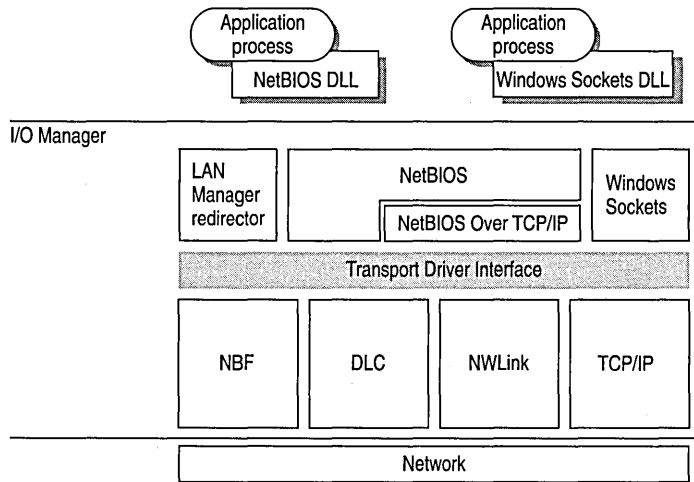 Application
process
NetBIOS DLL
Application
process
Windows Sockets DLL
I/O Manager
LAN
Manager
redirector
NetBIOS
NetBIOS Over TCP/IP
Windows
Sockets
Transport Driver Interface
NBF
DLC
NWLink
TCP/IP
Network